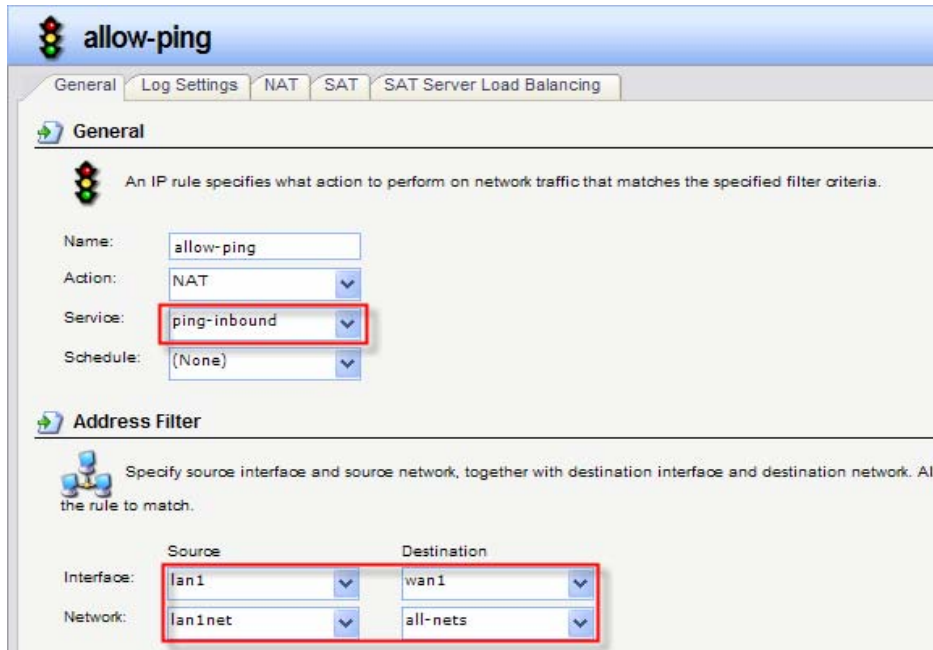 allow-ping
General Log Settings NAT SAT SAT Server Load Balancing
General
An IP rule specifies what action to perform on network traffic that matches the specified filter criteria.
Name: allow-ping
Action: NAT
Service: ping-inbound
Schedule: (None)
Address Filter
Specify source interface and source network, together with destination interface and destination network. Al
the rule to match.
Source Destination
Interface: lan1 wan1
Network: lan1net all-nets